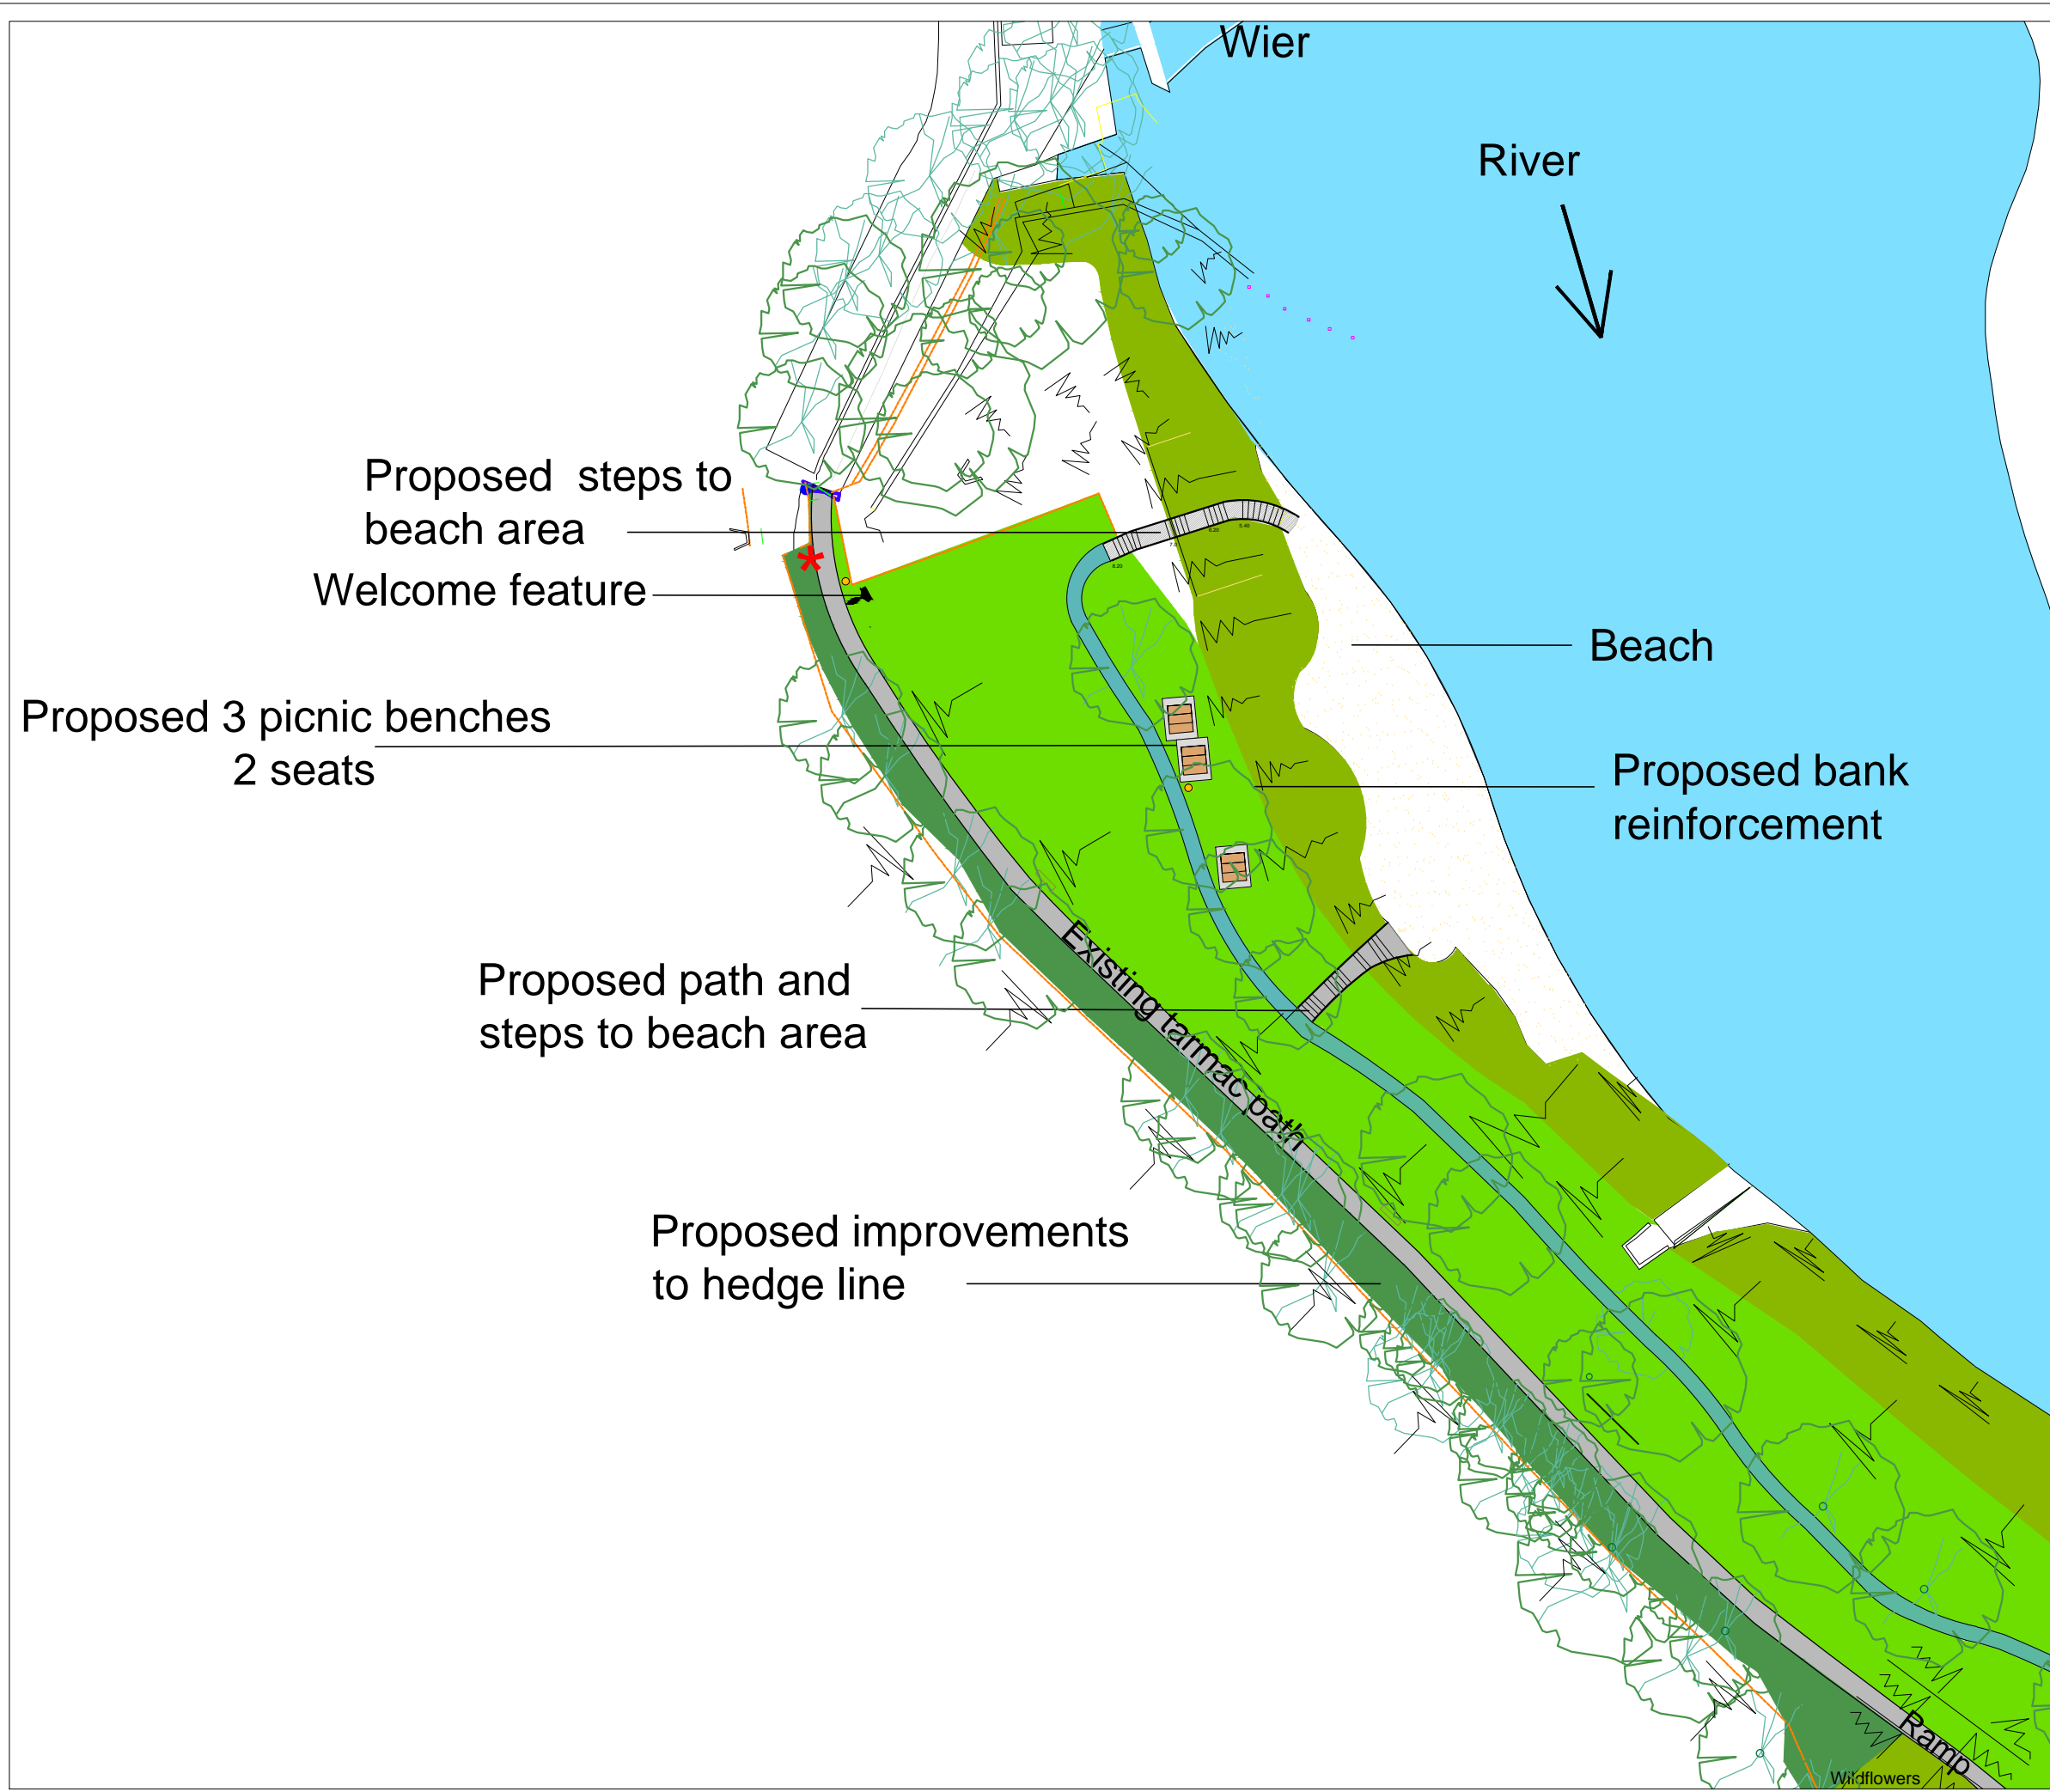 Wier
River
Proposed steps to
beach area
Welcome feature
Beach
Proposed 3 picnic benches
2 seats
Proposed bank
reinforcement
Existing tarmac path
Proposed path and
steps to beach area
Proposed improvements
to hedge line
Ramp
Wildflowers